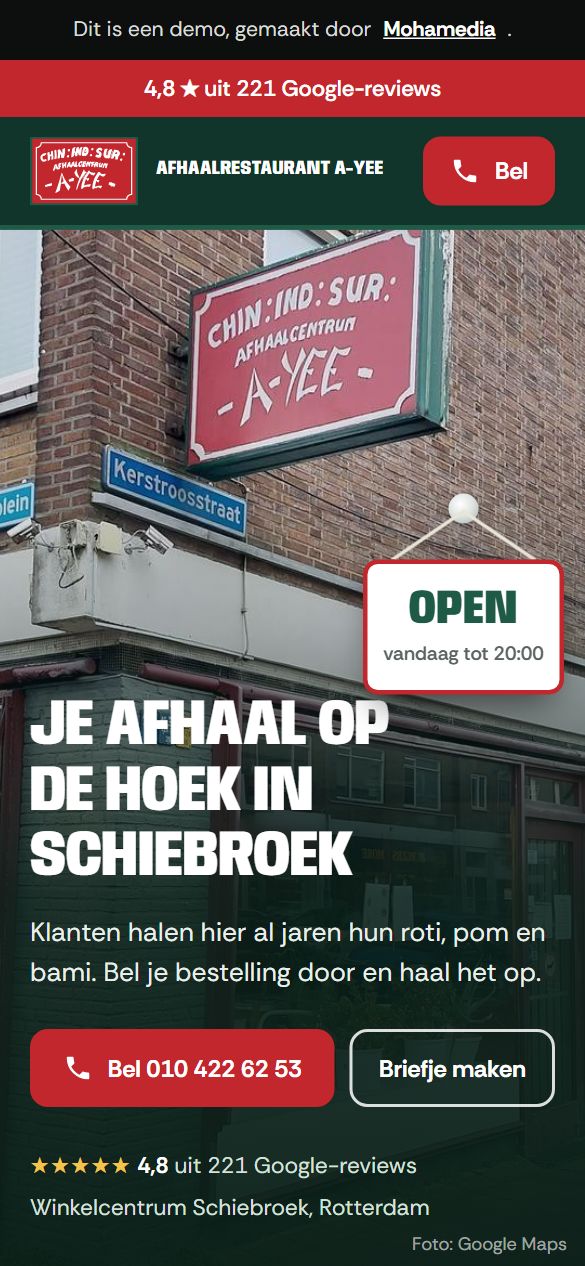 Dit is een demo, gemaakt door Mohamedia .
4,8 ★ uit 221 Google-reviews
CHIN:IND:SUR:
AFHAALCENTRUM
-A-YEE-
AFHAALRESTAURANT A-YEE
Bel
CHIN:IND:SUR:
AFHAALCENTRUM
-A-YEE-
Kerstroosstraat
plein
OPEN
vandaag tot 20:00
JE AFHAAL OP
DE HOEK IN
SCHIEBROEK
Klanten halen hier al jaren hun roti, pom en
bami. Bel je bestelling door en haal het op.
Bel 010 422 62 53
Briefje maken
★★★★★ 4,8 uit 221 Google-reviews
Winkelcentrum Schiebroek, Rotterdam
Foto: Google Maps